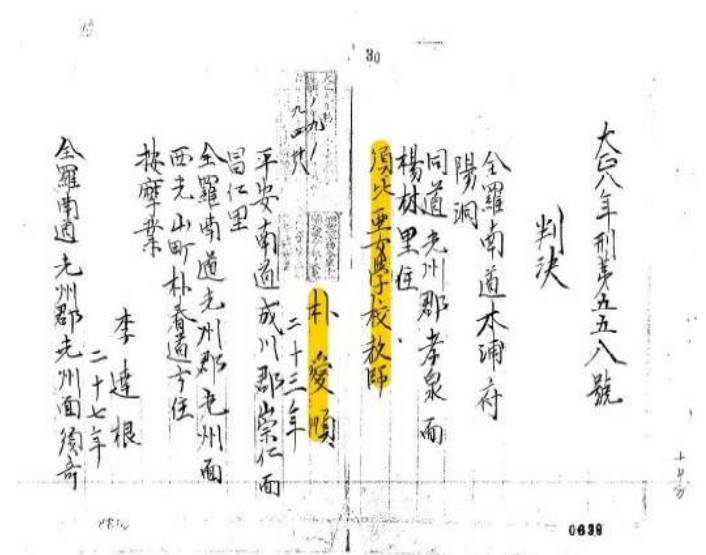 大正八年刑第五五八號
判決
全羅南道木浦府
陽洞
同道光州郡孝泉面
楊林里住
須比亜女學校教師
朴愛順
二十三年
平安南道成川郡崇仁面
昌仁里
全羅南道光州郡光州面
西光山町朴春道方住
按摩業
李達根
二十七年
全羅南道光州郡光州面須奇
30
0638